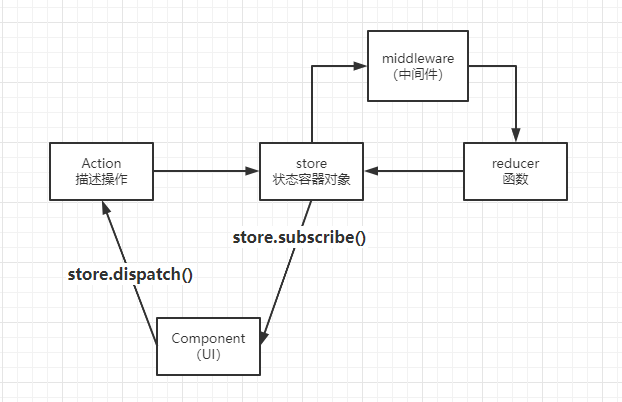 middleware
（中间件）
Action
描述操作
store
状态容器对象
reducer
函数
store.subscribe()
store.dispatch()
Component
（UI）